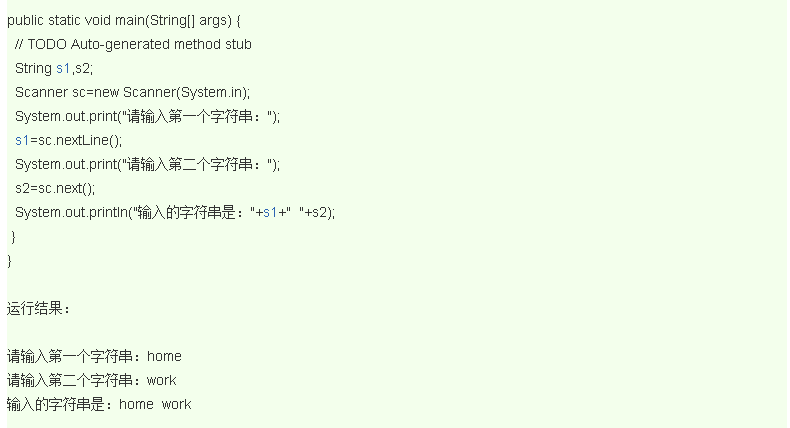 public static void main(String[] args) {
// TODO Auto-generated method stub
String s1,s2;
Scanner sc=new Scanner(System.in);
System.out.print("请输入第一个字符串：");
s1=sc.nextLine();
System.out.print("请输入第二个字符串：");
s2=sc.next();
System.out.println("输入的字符串是："+s1+"  "+s2);
}
}
运行结果：
请输入第一个字符串：home
请输入第二个字符串：work
输入的字符串是：home  work